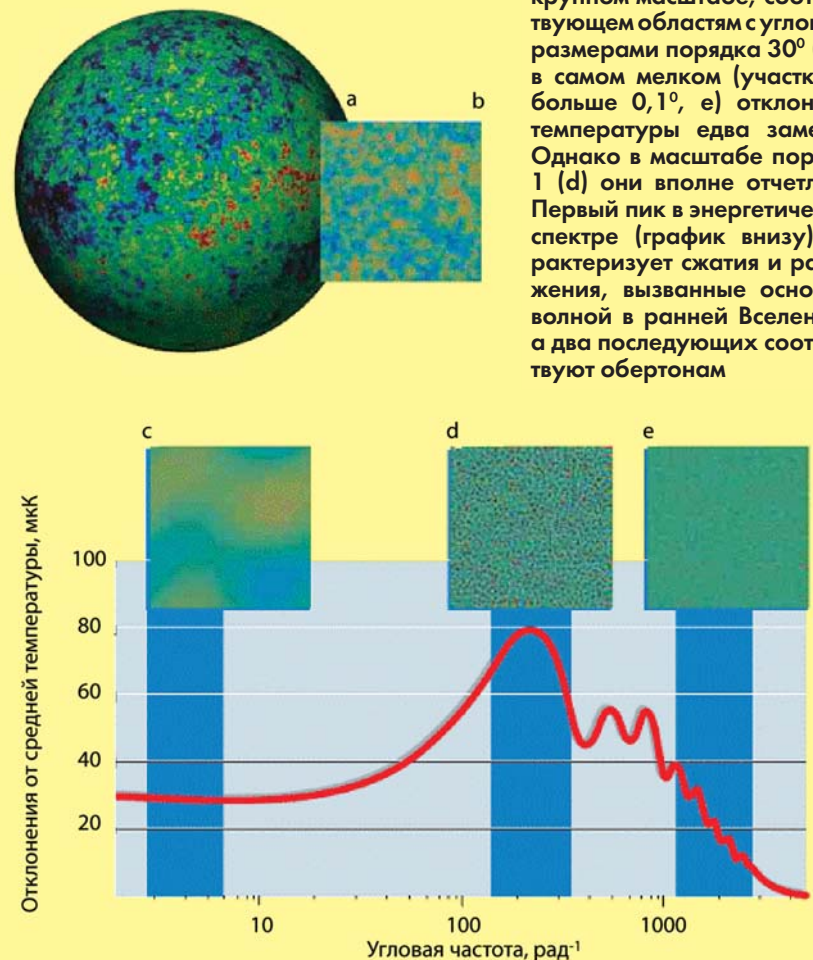 крупном масштабе, соот
твующем областям с углов
размерами порядка 30⁰
в самом мелком (участк
больше 0,1⁰, e) отклон
температуры едва заме
Однако в масштабе пор
1 (d) они вполне отчетл
Первый пик в энергетиче
спектре (график внизу)
рактеризует сжатия и ра
жения, вызванные осно
волной в ранней Вселен
а два последующих соот
твуют обертонам
a b
c d e
Отклонения от средней температуры, мкК
100
80
60
40
20
10 100 1000
Угловая частота, рад⁻¹